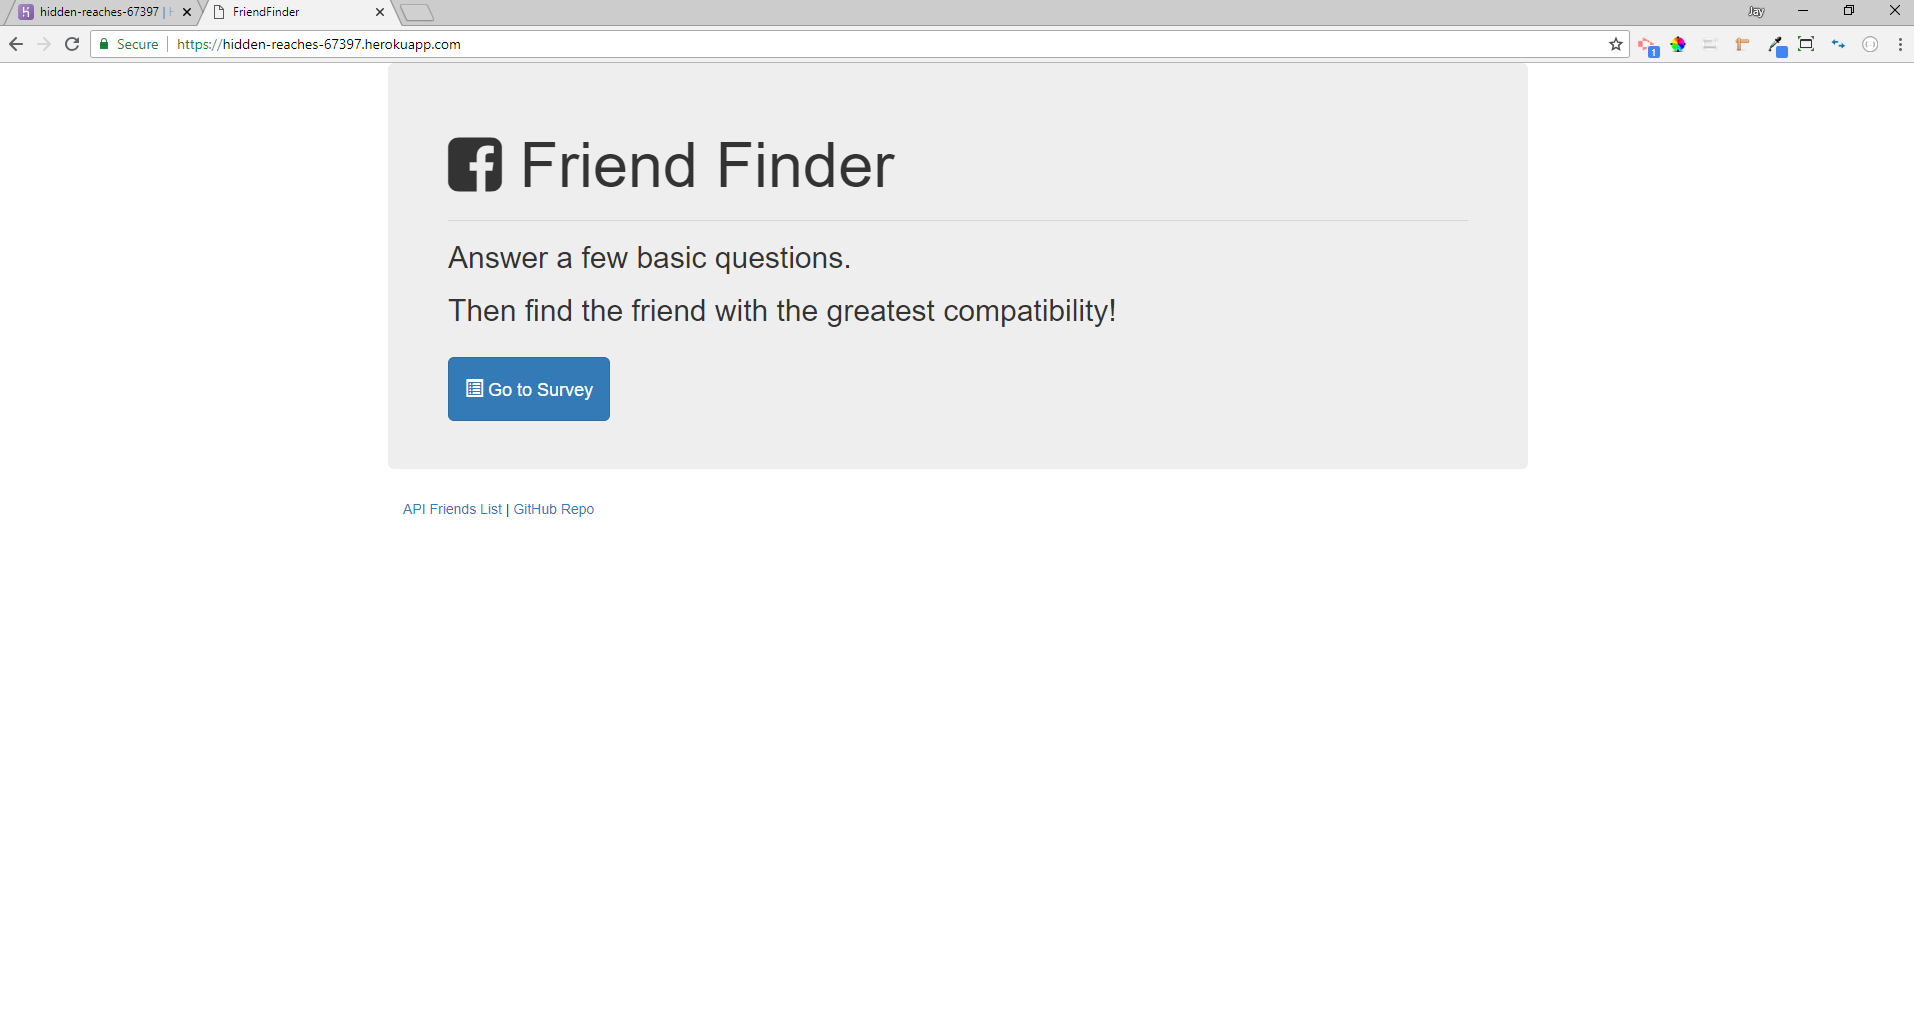 hidden-reaches-67397 |
FriendFinder
Jay
Secure
https://hidden-reaches-67397.herokuapp.com
1
Friend Finder
Answer a few basic questions.
Then find the friend with the greatest compatibility!
Go to Survey
API Friends List | GitHub Repo